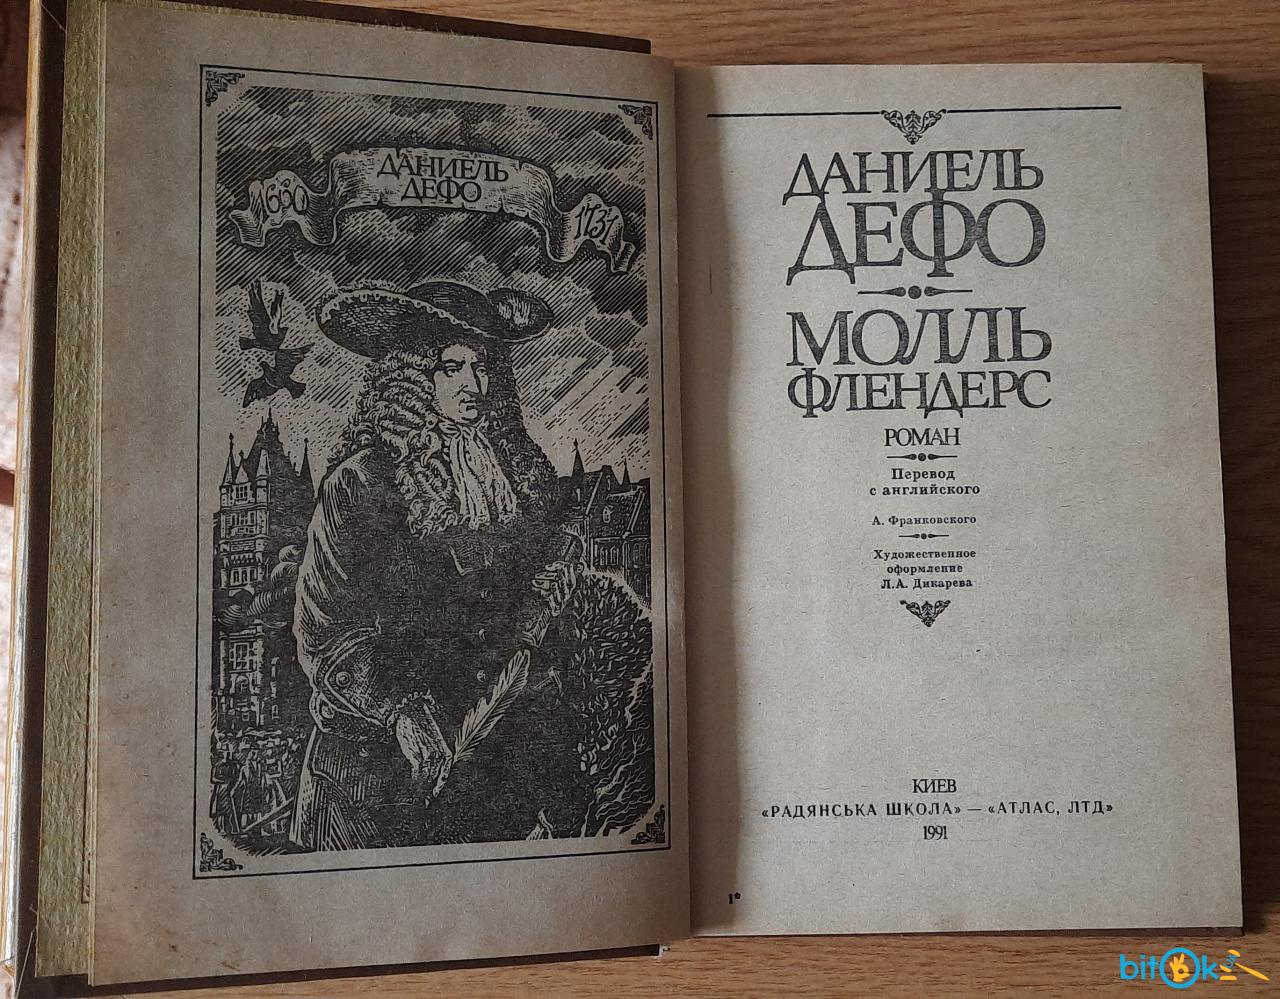 ДАНИЕЛЬ
ДЕФО
1660
1731
ДАНИЕЛЬ
ДЕФО
МОЛЛЬ
ФЛЕНДЕРС
РОМАН
Перевод
с английского
А. Франковского
Художественное
оформление
Л.А. Дикарева
КИЕВ
«РАДЯНСЬКА ШКОЛА» — «АТЛАС, ЛТД»
1991
1*
bitOk